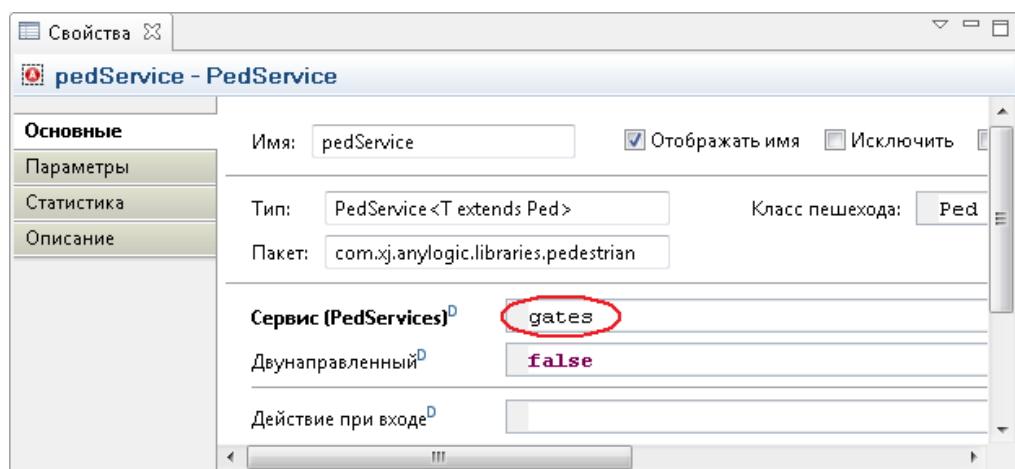 Свойства
pedService - PedService
Основные
Параметры
Статистика
Описание
Имя: pedService Отображать имя Исключить
Тип: PedService<T extends Ped> Класс пешехода: Ped
Пакет: com.xj.anylogic.libraries.pedestrian
Сервис (PedServices)D gates
Двунаправленный D false
Действие при входе D